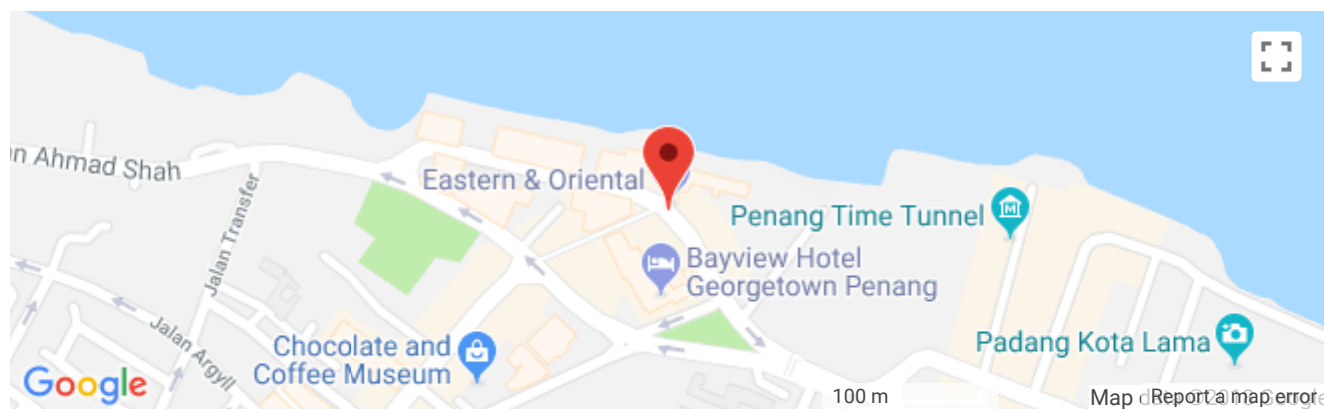 n Ahmad Shah
Jalan Transfer
Eastern & Oriental
Penang Time Tunnel
Bayview Hotel
Georgetown Penang
Jalan Argyll
Chocolate and
Coffee Museum
Padang Kota Lama
Google
100 m
Map
Report a map error